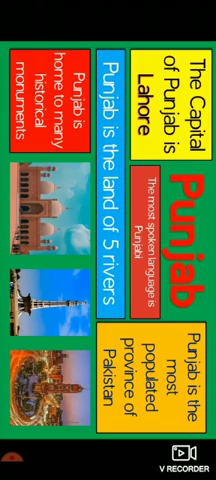 The Capital
of Punjab is
Lahore
Punjab
The most spoken language is
Punjabi
Punjab is the
most
populated
province of
Pakistan
Punjab is the land of 5 rivers
Punjab is
home to many
historical
monuments
V RECORDER